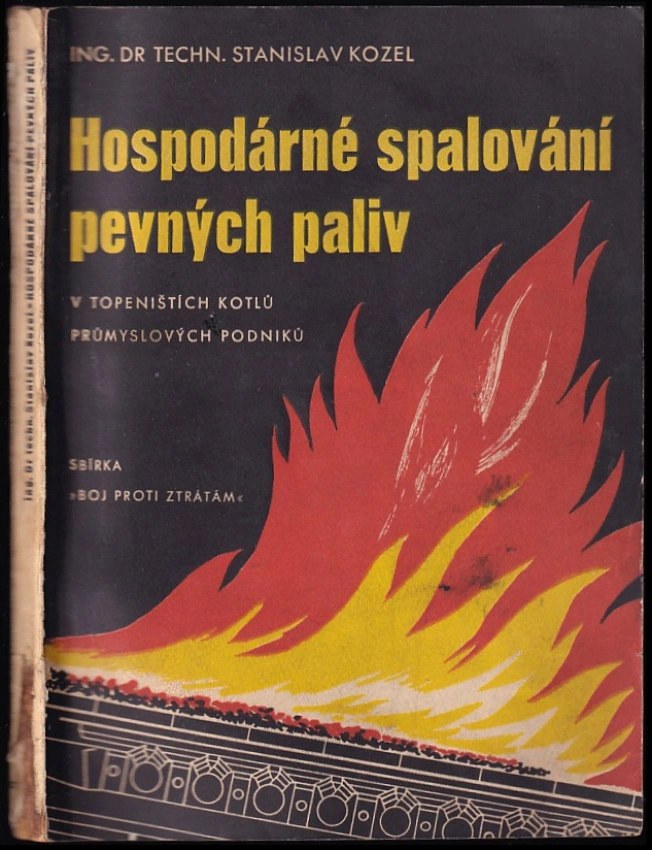 ING. DR TECHN. STANISLAV KOZEL
Hospodárné spalování
pevných paliv
V TOPENIŠTÍCH KOTLŮ
PRŮMYSLOVÝCH PODNIKŮ
SBÍRKA
»BOJ PROTI ZTRÁTÁM«
Ing. Dr techn. Stanislav Kozel • HOSPODÁRNÉ SPALOVÁNÍ PEVNÝCH PALIV